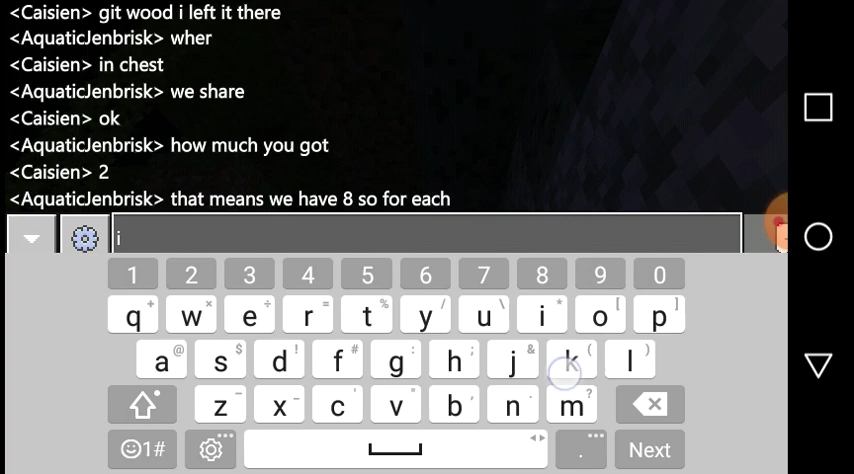 <Caisien> git wood i left it there
<AquaticJenbrisk> wher
<Caisien> in chest
<AquaticJenbrisk> we share
<Caisien> ok
<AquaticJenbrisk> how much you got
<Caisien> 2
<AquaticJenbrisk> that means we have 8 so for each
i
1 2 3 4 5 6 7 8 9 0
q + w × e ÷ r = t % y / u \ i * o [ p ]
a @ s $ d ! f # g : h ; j & k ( l )
z _ x - c ' v " b , n . m ?
☺1# . Next